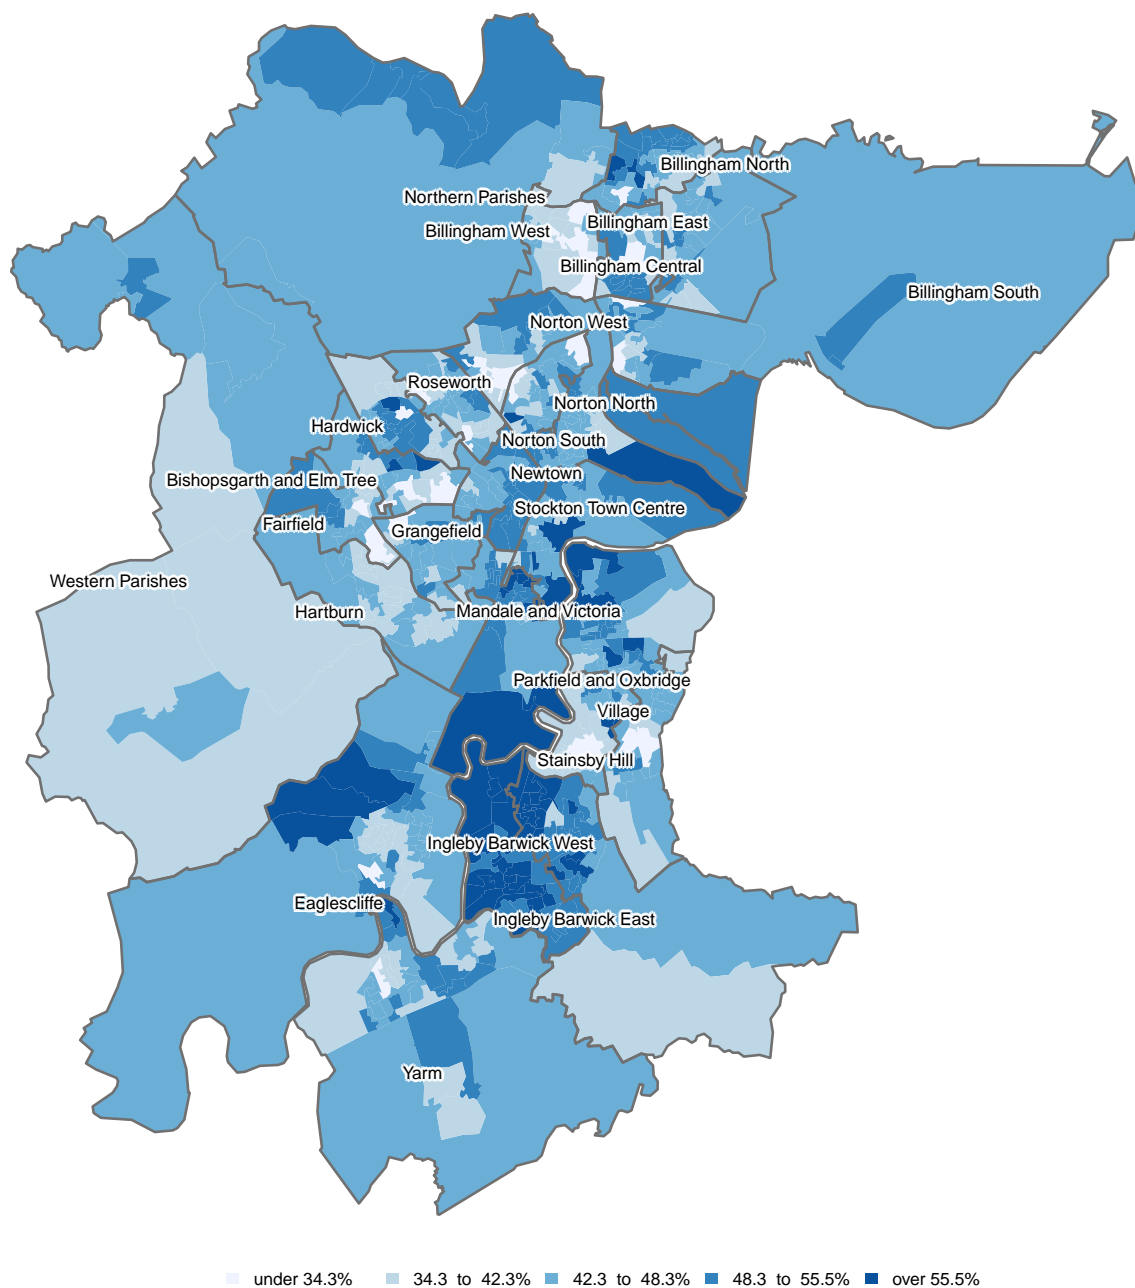 Billingham North
Northern Parishes
Billingham East
Billingham West
Billingham Central
Billingham South
Norton West
Roseworth
Norton North
Hardwick
Norton South
Newtown
Bishopsgarth and Elm Tree
Stockton Town Centre
Fairfield
Grangefield
Western Parishes
Hartburn
Mandale and Victoria
Parkfield and Oxbridge
Village
Stainsby Hill
Ingleby Barwick West
Eaglescliffe
Ingleby Barwick East
Yarm
under 34.3% 34.3 to 42.3% 42.3 to 48.3% 48.3 to 55.5% over 55.5%